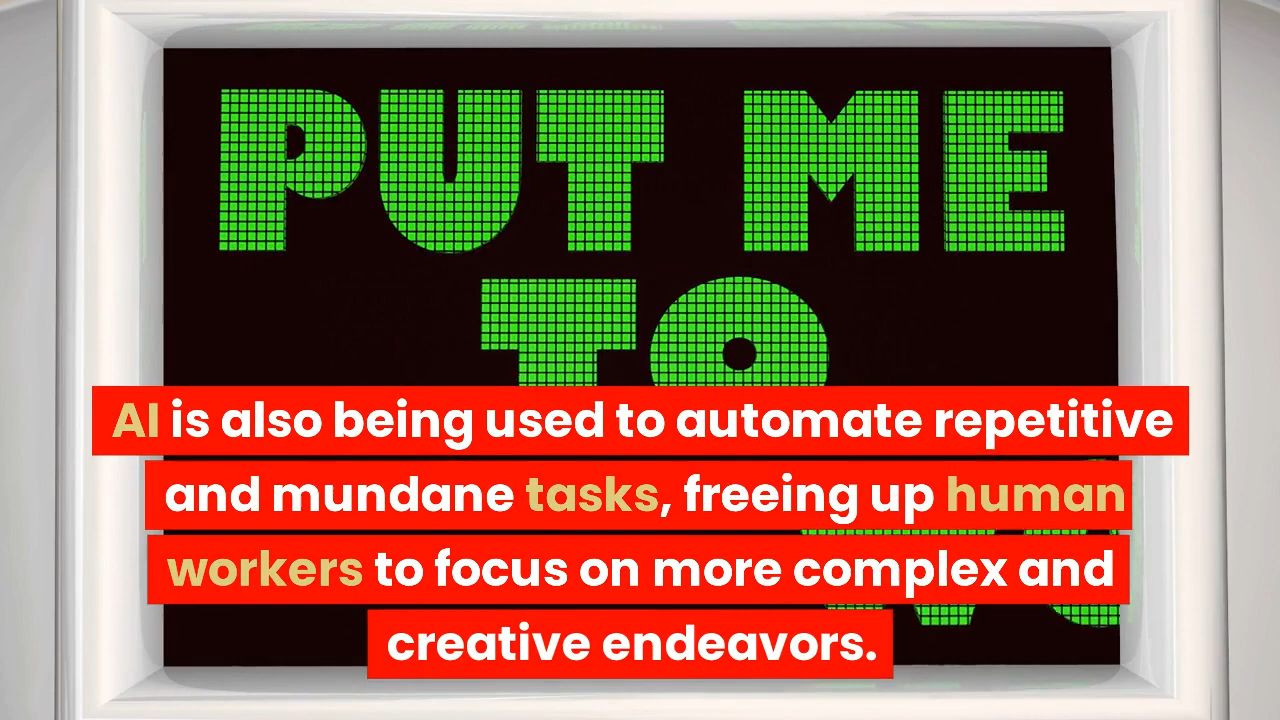 PUT ME
TO
AI is also being used to automate repetitive
and mundane tasks, freeing up human
workers to focus on more complex and
creative endeavors.